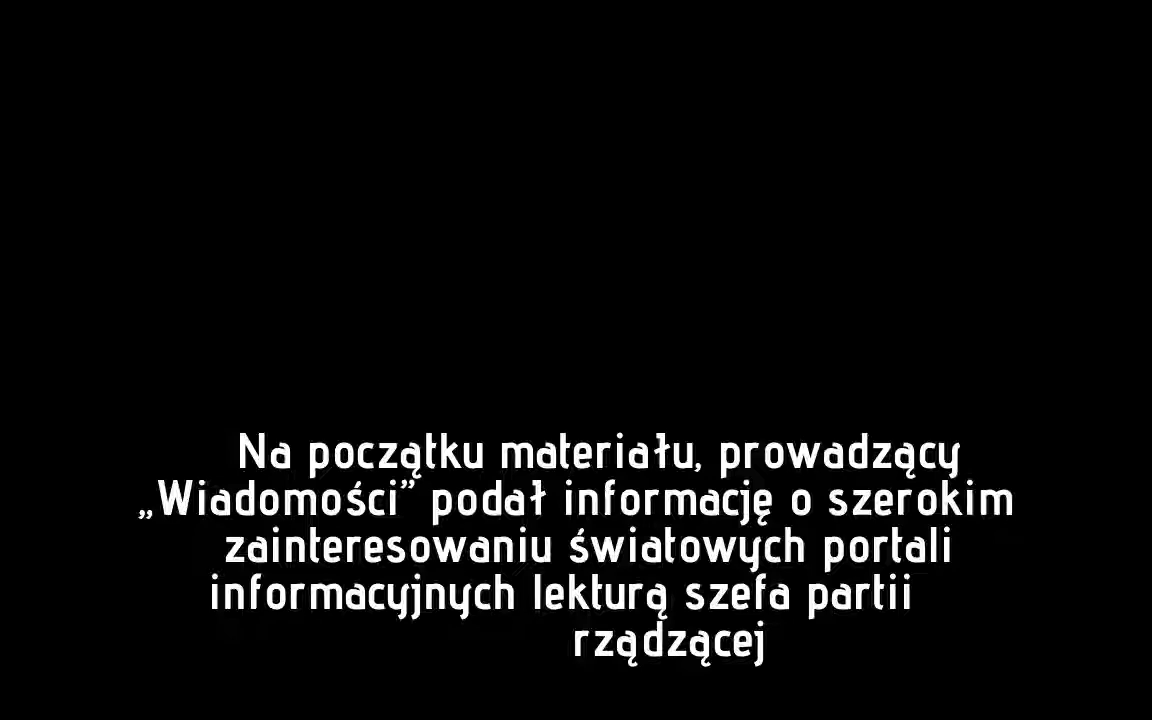 Na początku materiału, prowadzący
„Wiadomości” podał informację o szerokim
zainteresowaniu światowych portali
informacyjnych lekturą szefa partii
rządzącej